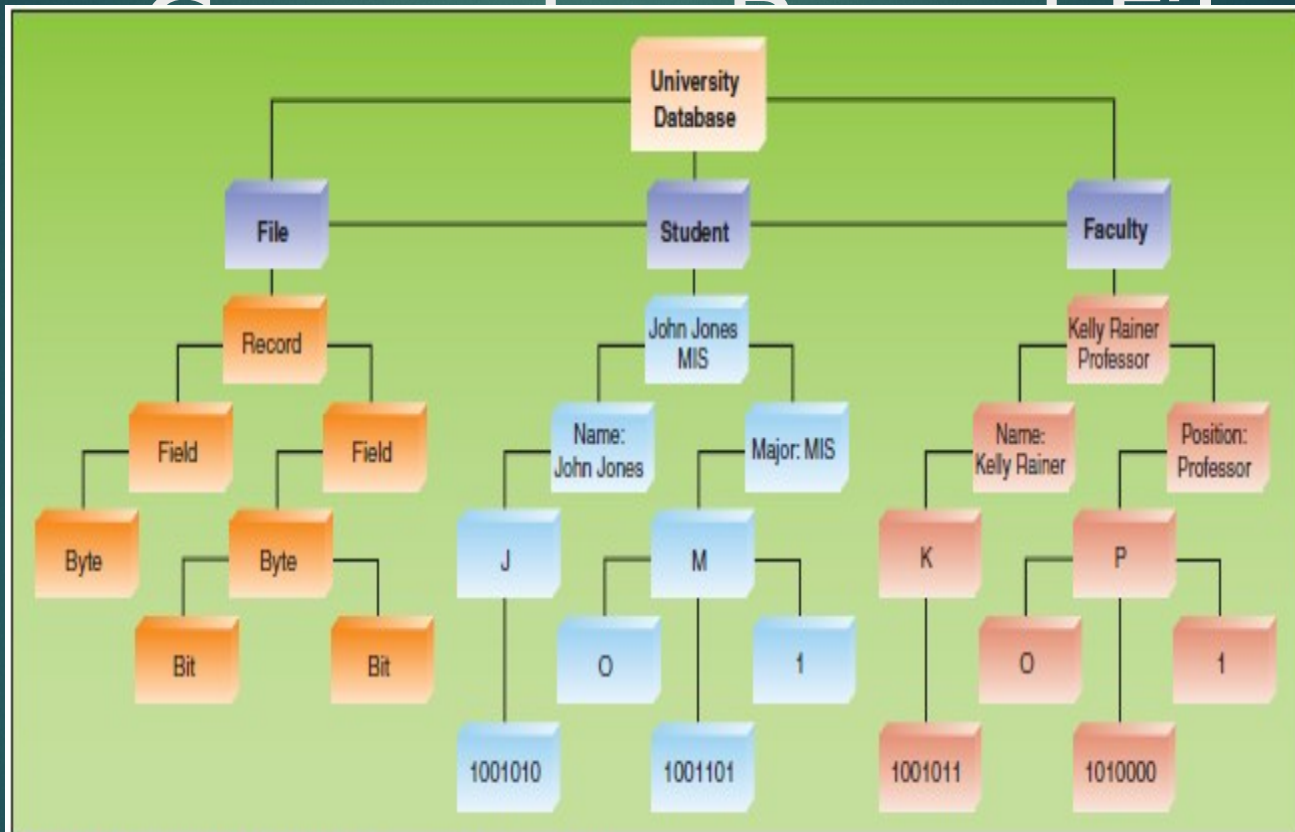 University
Database
File
Student
Faculty
Record
John Jones
MIS
Kelly Rainer
Professor
Field
Field
Name:
John Jones
Major: MIS
Name:
Kelly Rainer
Position:
Professor
Byte
Byte
J
M
K
P
Bit
Bit
O
1
O
1
1001010
1001101
1001011
1010000